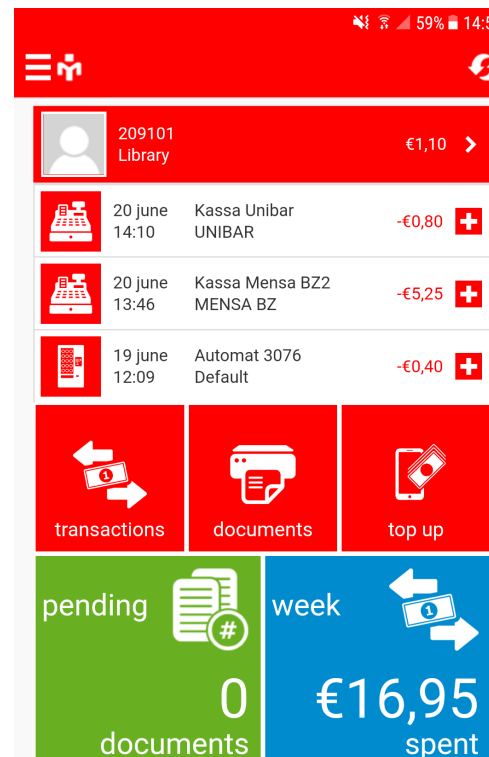 59% 14:5
209101
Library
€1,10
20 june
14:10
Kassa Unibar
UNIBAR
-€0,80
20 june
13:46
Kassa Mensa BZ2
MENSA BZ
-€5,25
19 june
12:09
Automat 3076
Default
-€0,40
transactions
documents
top up
pending
#
0
documents
week
1
€16,95
spent